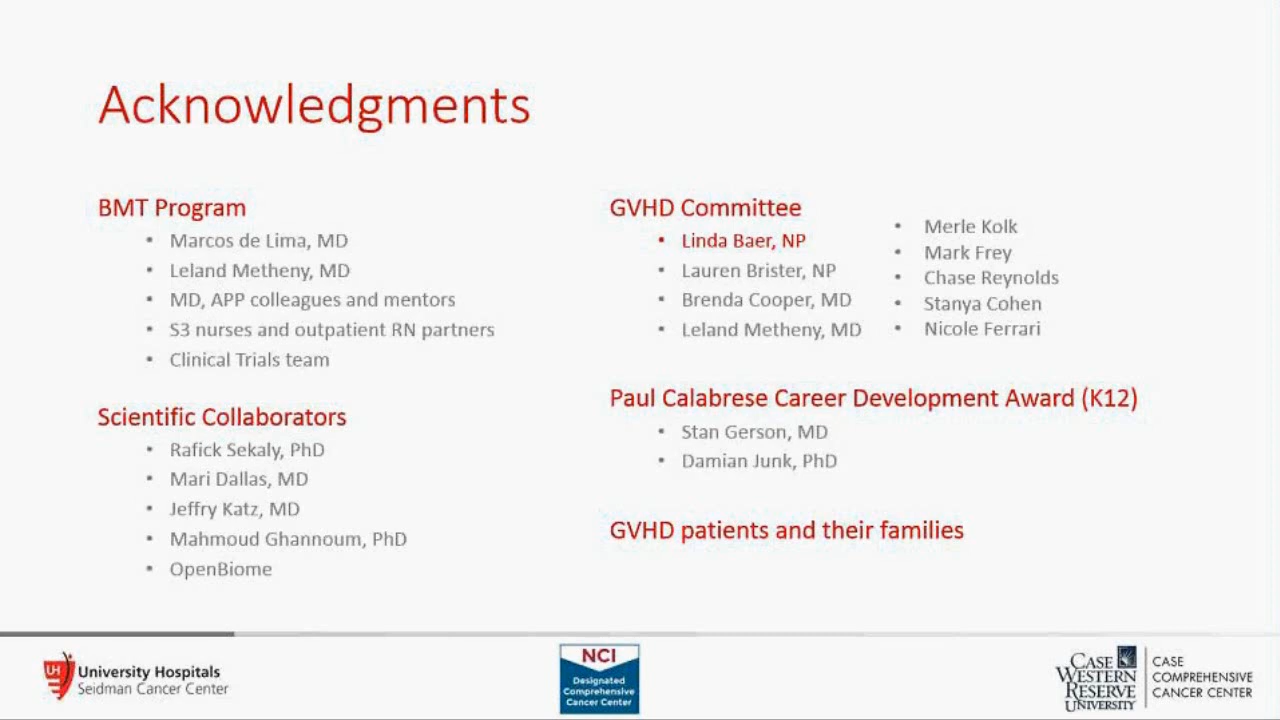 Acknowledgments
BMT Program
• Marcos de Lima, MD
• Leland Metheny, MD
• MD, APP colleagues and mentors
• S3 nurses and outpatient RN partners
• Clinical Trials team
Scientific Collaborators
• Rafick Sekaly, PhD
• Mari Dallas, MD
• Jeffry Katz, MD
• Mahmoud Ghannoum, PhD
• OpenBiome
GVHD Committee
• Linda Baer, NP
• Lauren Brister, NP
• Brenda Cooper, MD
• Leland Metheny, MD
• Merle Kolk
• Mark Frey
• Chase Reynolds
• Stanya Cohen
• Nicole Ferrari
Paul Calabrese Career Development Award (K12)
• Stan Gerson, MD
• Damian Junk, PhD
GVHD patients and their families
UH
University Hospitals
Seidman Cancer Center
NCI
Designated
Comprehensive
Cancer Center
CASE
WESTERN
RESERVE
UNIVERSITY
CASE
COMPREHENSIVE
CANCER CENTER